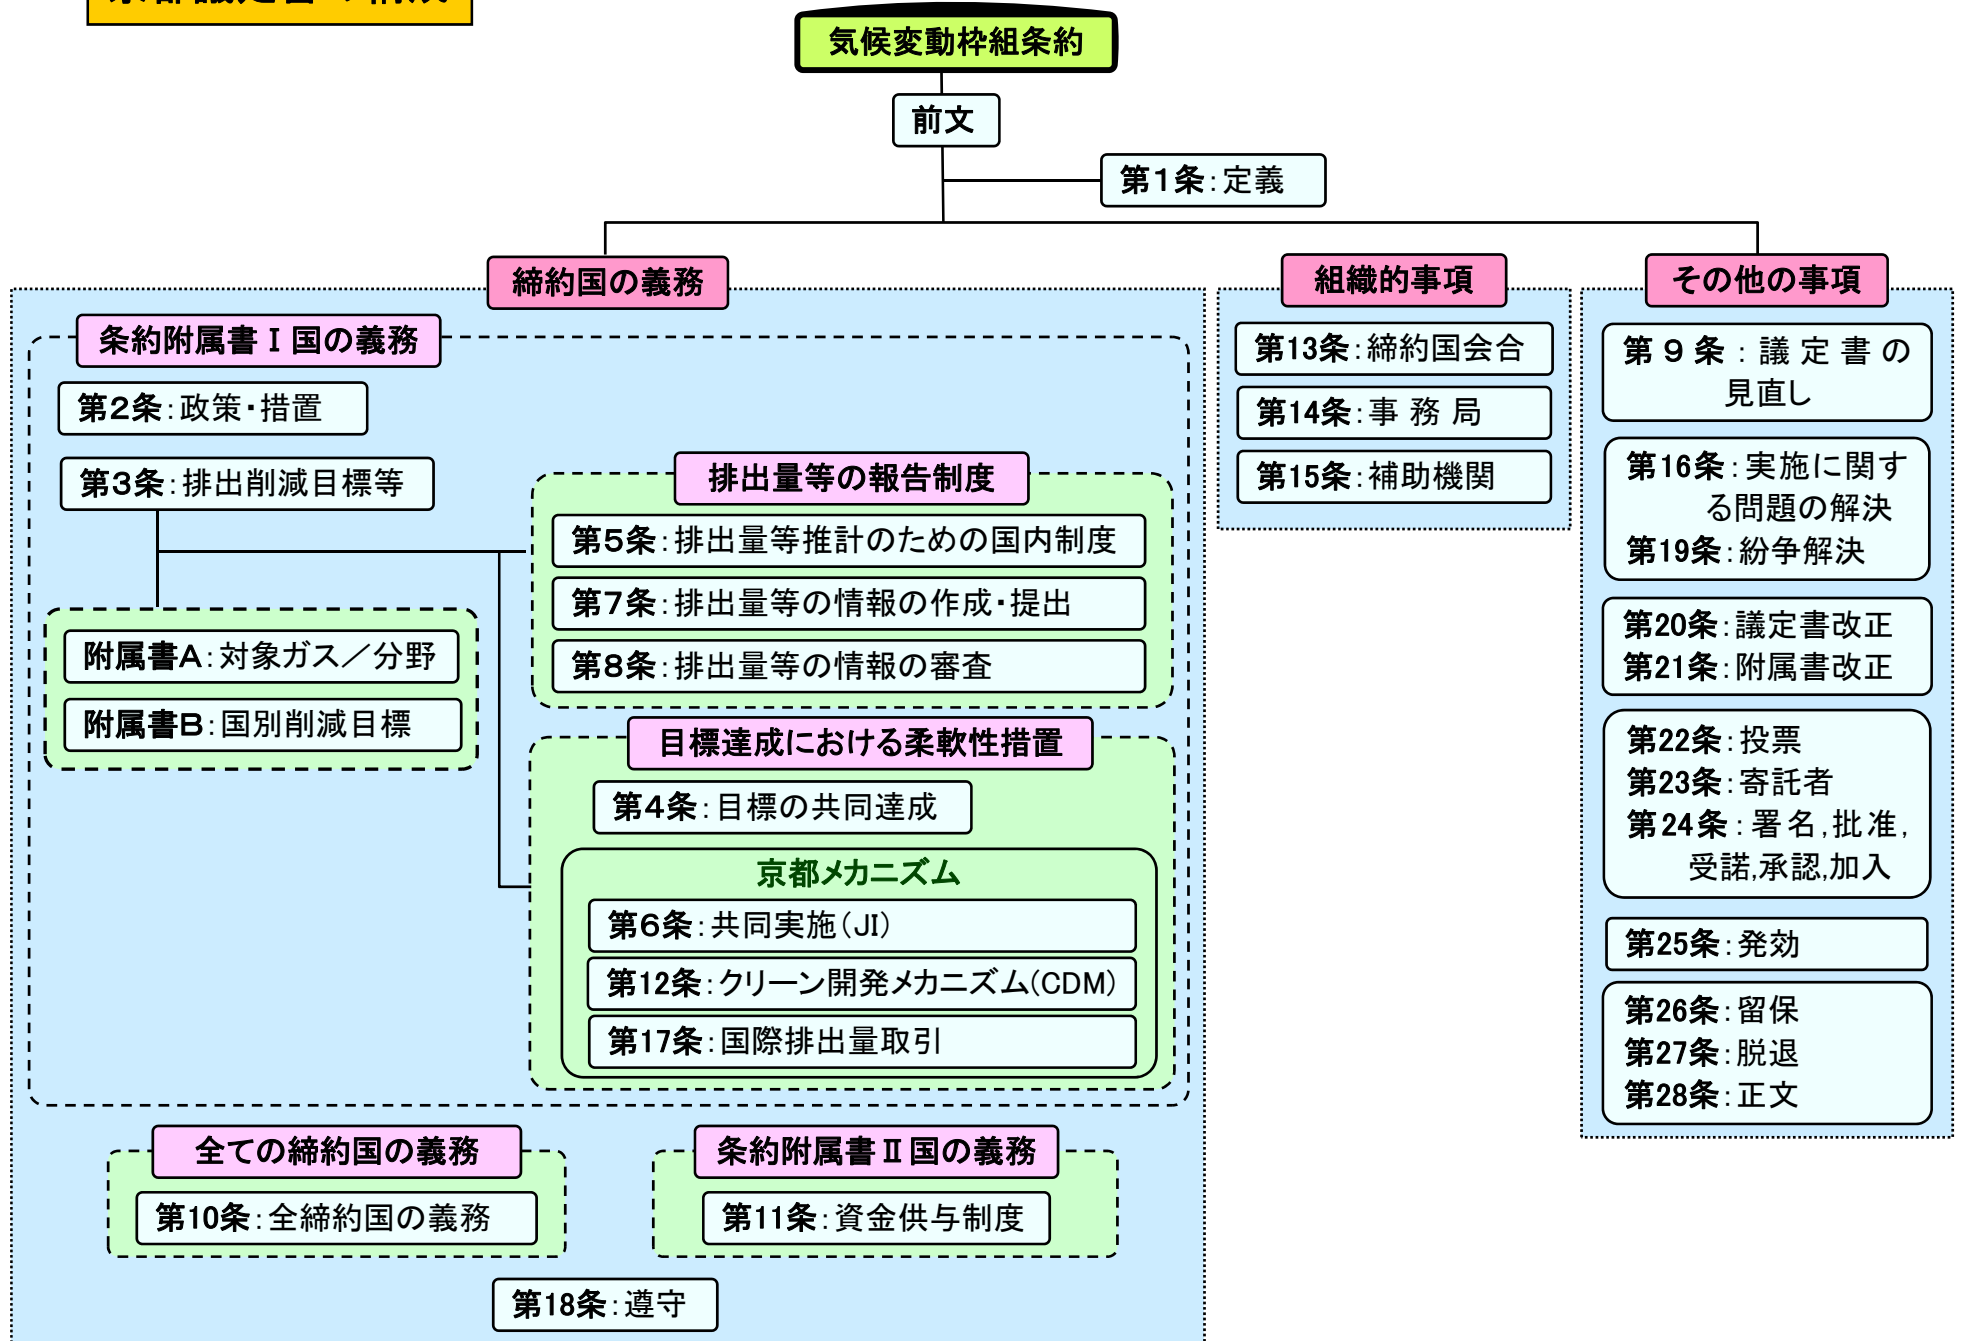 京都議定書の構成
気候変動枠組条約
前文
第1条:定義
締約国の義務
条約附属書Ⅰ国の義務
第2条:政策・措置
第3条:排出削減目標等
附属書A:対象ガス/分野
附属書B:国別削減目標
排出量等の報告制度
第5条:排出量等推計のための国内制度
第7条:排出量等の情報の作成・提出
第8条:排出量等の情報の審査
目標達成における柔軟性措置
第4条:目標の共同達成
京都メカニズム
第6条:共同実施(JI)
第12条:クリーン開発メカニズム(CDM)
第17条:国際排出量取引
全ての締約国の義務
第10条:全締約国の義務
条約附属書Ⅱ国の義務
第11条:資金供与制度
第18条:遵守
組織的事項
第13条:締約国会合
第14条:事務局
第15条:補助機関
その他の事項
第9条:議定書の
見直し
第16条:実施に関す
る問題の解決
第19条:紛争解決
第20条:議定書改正
第21条:附属書改正
第22条:投票
第23条:寄託者
第24条:署名,批准,
受諾,承認,加入
第25条:発効
第26条:留保
第27条:脱退
第28条:正文